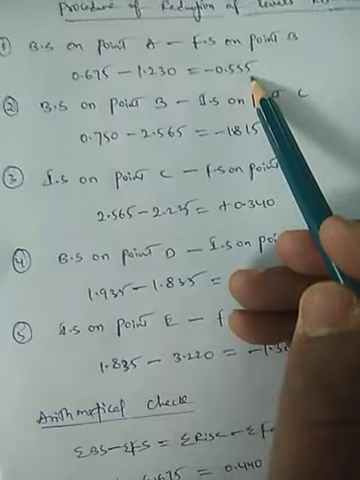 Procedure of Reduction of levels
① B.S on point A - F.S on point B
0.675 - 1.230 = -0.555
② B.S on point B - I.S on C
0.750 - 2.565 = -1.815
③ I.S on point C - F.S on point
2.565 - 2.225 = +0.340
④ B.S on point D - I.S on
1.935 - 1.835 =
⑤ I.S on point E -
1.835 - 3.220 =
Arithmatical Check
ΣBS - ΣFS = ΣRise -
0.440